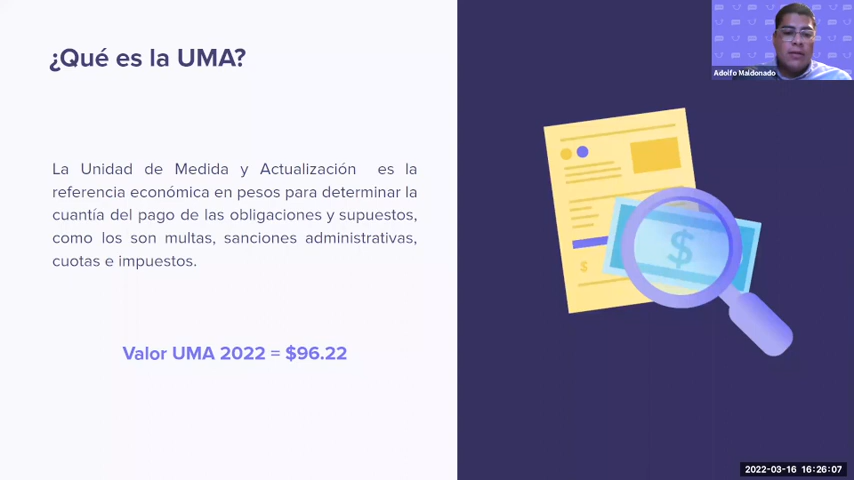 ¿Qué es la UMA?
La Unidad de Medida y Actualización es la
referencia económica en pesos para determinar la
cuantía del pago de las obligaciones y supuestos,
como los son multas, sanciones administrativas,
cuotas e impuestos.
Valor UMA 2022 = $96.22
Adolfo Maldonado
$
$
2022-03-16 16:26:07